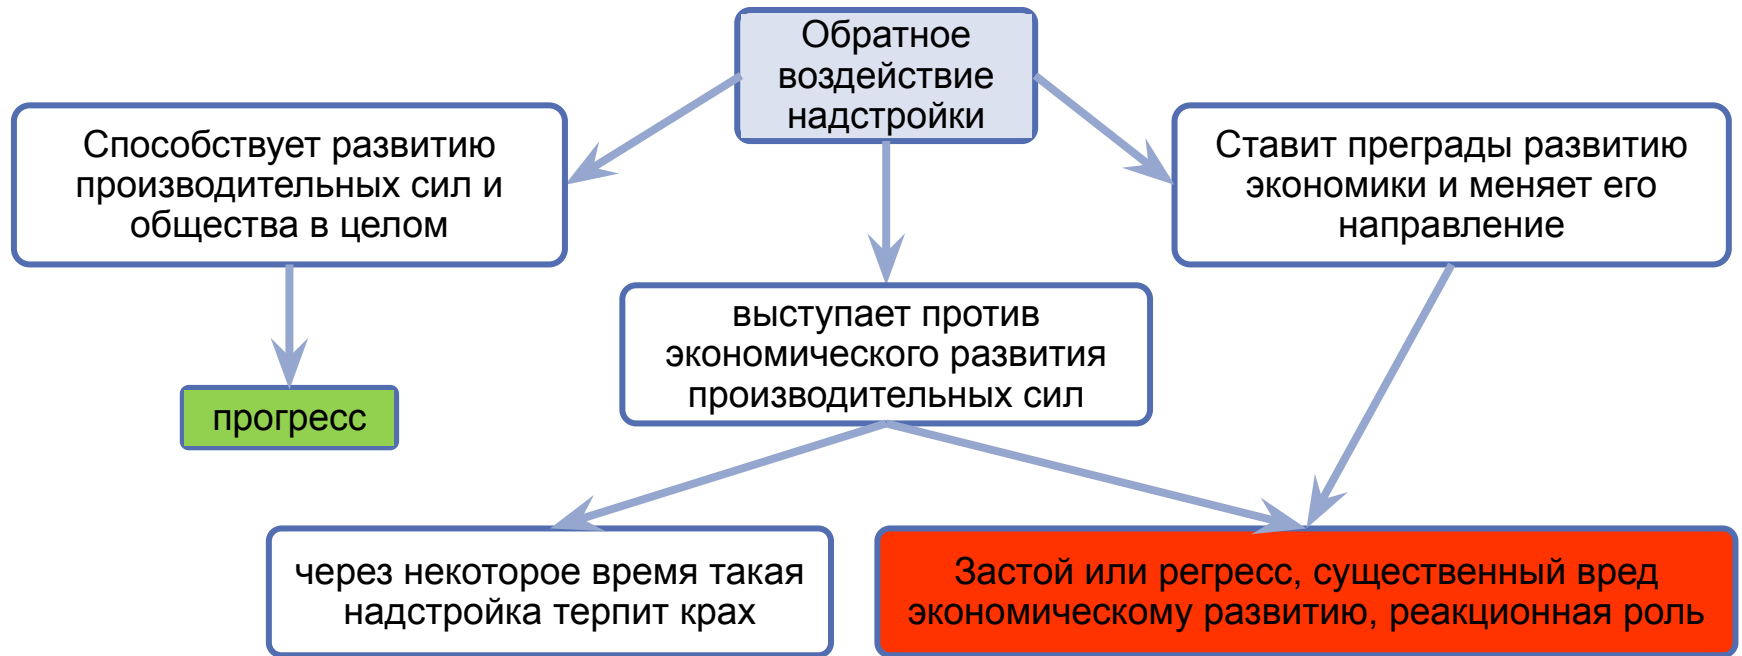 Обратное
воздействие
надстройки
Способствует развитию
производительных сил и
общества в целом
Ставит преграды развитию
экономики и меняет его
направление
выступает против
экономического развития
производительных сил
прогресс
через некоторое время такая
надстройка терпит крах
Застой или регресс, существенный вред
экономическому развитию, реакционная роль